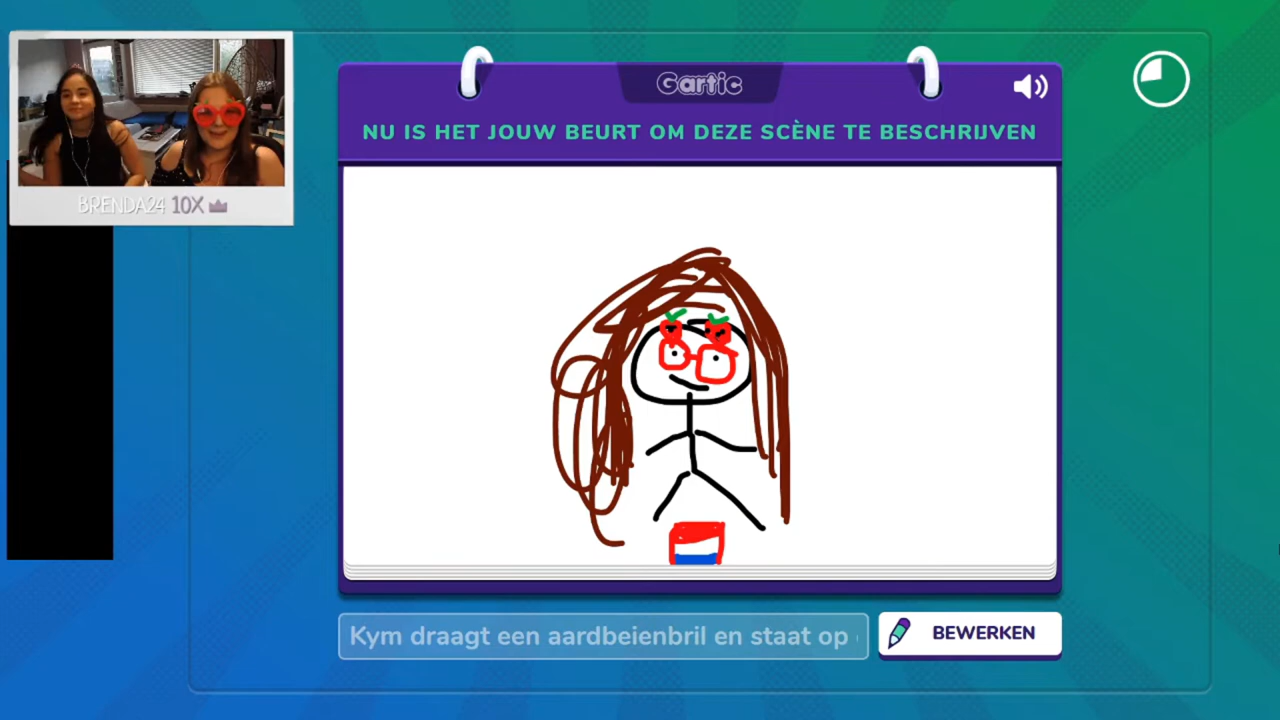 BRENDA24 10X
Gartic
NU IS HET JOUW BEURT OM DEZE SCÈNE TE BESCHRIJVEN
Kym draagt een aardbeienbril en staat op
BEWERKEN